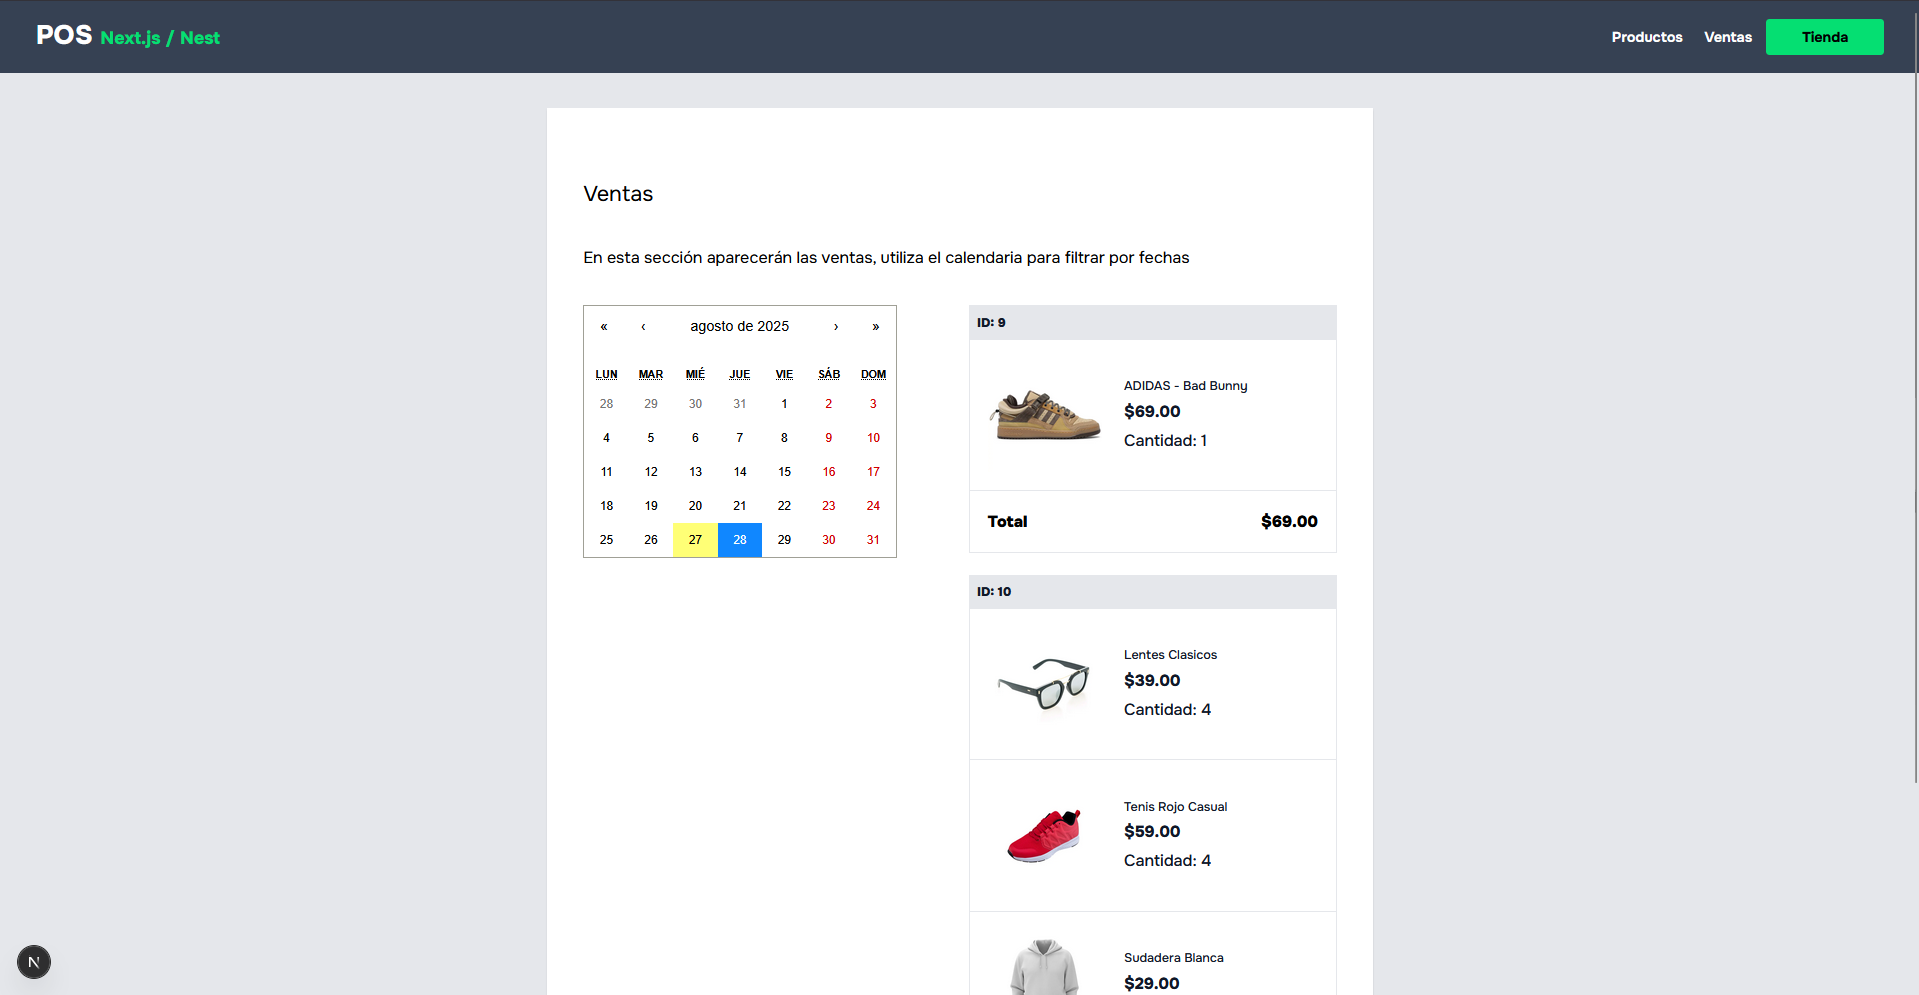 POS Next.js / Nest
Productos Ventas Tienda
Ventas
En esta sección aparecerán las ventas, utiliza el calendaria para filtrar por fechas
« ‹ agosto de 2025 › »
LUN MAR MIÉ JUE VIE SÁB DOM
28 29 30 31 1 2 3
4 5 6 7 8 9 10
11 12 13 14 15 16 17
18 19 20 21 22 23 24
25 26 27 28 29 30 31
ID: 9
ADIDAS - Bad Bunny
$69.00
Cantidad: 1
Total $69.00
ID: 10
Lentes Clasicos
$39.00
Cantidad: 4
Tenis Rojo Casual
$59.00
Cantidad: 4
Sudadera Blanca
$29.00
N